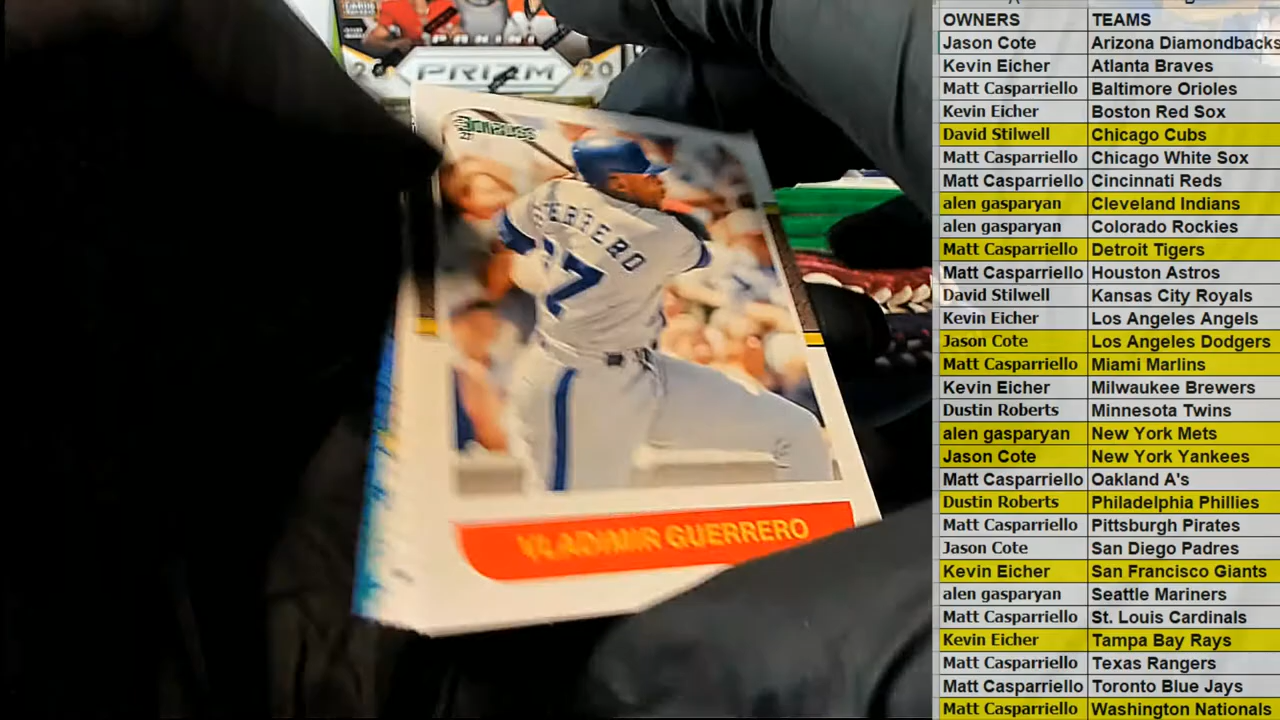 PANINI
20 PRIZM 20
Donruss
GUERRERO
27
VLADIMIR GUERRERO
OWNERS TEAMS
Jason Cote Arizona Diamondbacks
Kevin Eicher Atlanta Braves
Matt Casparriello Baltimore Orioles
Kevin Eicher Boston Red Sox
David Stilwell Chicago Cubs
Matt Casparriello Chicago White Sox
Matt Casparriello Cincinnati Reds
alen gasparyan Cleveland Indians
alen gasparyan Colorado Rockies
Matt Casparriello Detroit Tigers
Matt Casparriello Houston Astros
David Stilwell Kansas City Royals
Kevin Eicher Los Angeles Angels
Jason Cote Los Angeles Dodgers
Matt Casparriello Miami Marlins
Kevin Eicher Milwaukee Brewers
Dustin Roberts Minnesota Twins
alen gasparyan New York Mets
Jason Cote New York Yankees
Matt Casparriello Oakland A's
Dustin Roberts Philadelphia Phillies
Matt Casparriello Pittsburgh Pirates
Jason Cote San Diego Padres
Kevin Eicher San Francisco Giants
alen gasparyan Seattle Mariners
Matt Casparriello St. Louis Cardinals
Kevin Eicher Tampa Bay Rays
Matt Casparriello Texas Rangers
Matt Casparriello Toronto Blue Jays
Matt Casparriello Washington Nationals